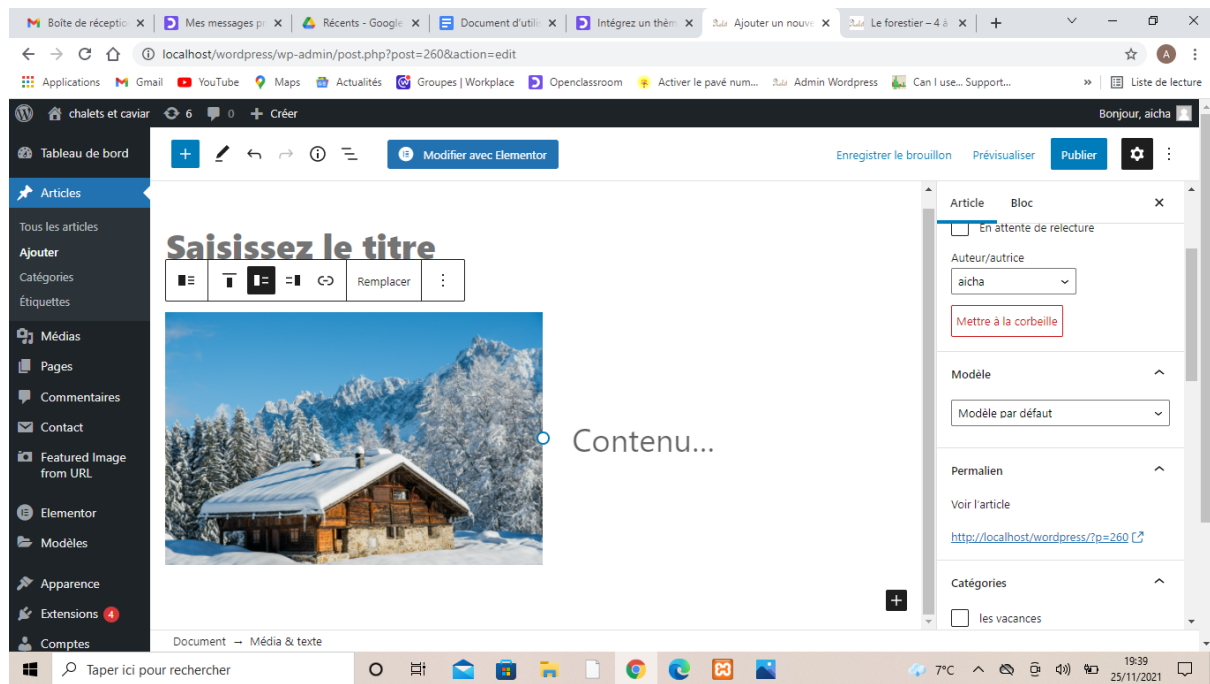 Boîte de réceptio
Mes messages pr
Récents - Google
Document d'utili
Intégrez un thèm
Ajouter un nouve
Le forestier – 4 à
localhost/wordpress/wp-admin/post.php?post=260&action=edit
A
Applications
Gmail
YouTube
Maps
Actualités
Groupes | Workplace
Openclassroom
Activer le pavé num...
Admin Wordpress
Can I use... Support...
»
Liste de lecture
chalets et caviar
6
0
Créer
Bonjour, aicha
Tableau de bord
Modifier avec Elementor
Enregistrer le brouillon
Prévisualiser
Publier
Articles
Tous les articles
Ajouter
Catégories
Étiquettes
Médias
Pages
Commentaires
Contact
Featured Image
from URL
Elementor
Modèles
Apparence
Extensions 4
Comptes
Saisissez le titre
Remplacer
Contenu...
Document → Média & texte
Article
Bloc
En attente de relecture
Auteur/autrice
aicha
Mettre à la corbeille
Modèle
Modèle par défaut
Permalien
Voir l'article
http://localhost/wordpress/?p=260
Catégories
les vacances
Taper ici pour rechercher
7°C
19:39
25/11/2021